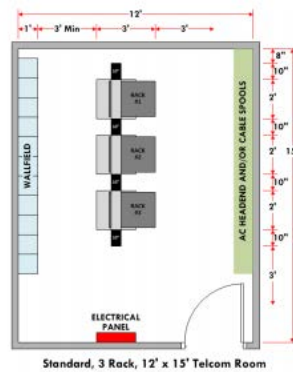 12'
1'
3' Min
3'
3'
8"
10"
2'
10"
2'
10"
2'
10"
3'
WALLFIELD
RACK
#1
RACK
#2
RACK
#3
AC HEADEND AND/OR CABLE SPOOLS
ELECTRICAL
PANEL
Standard, 3 Rack, 12' x 15' Telcom Room